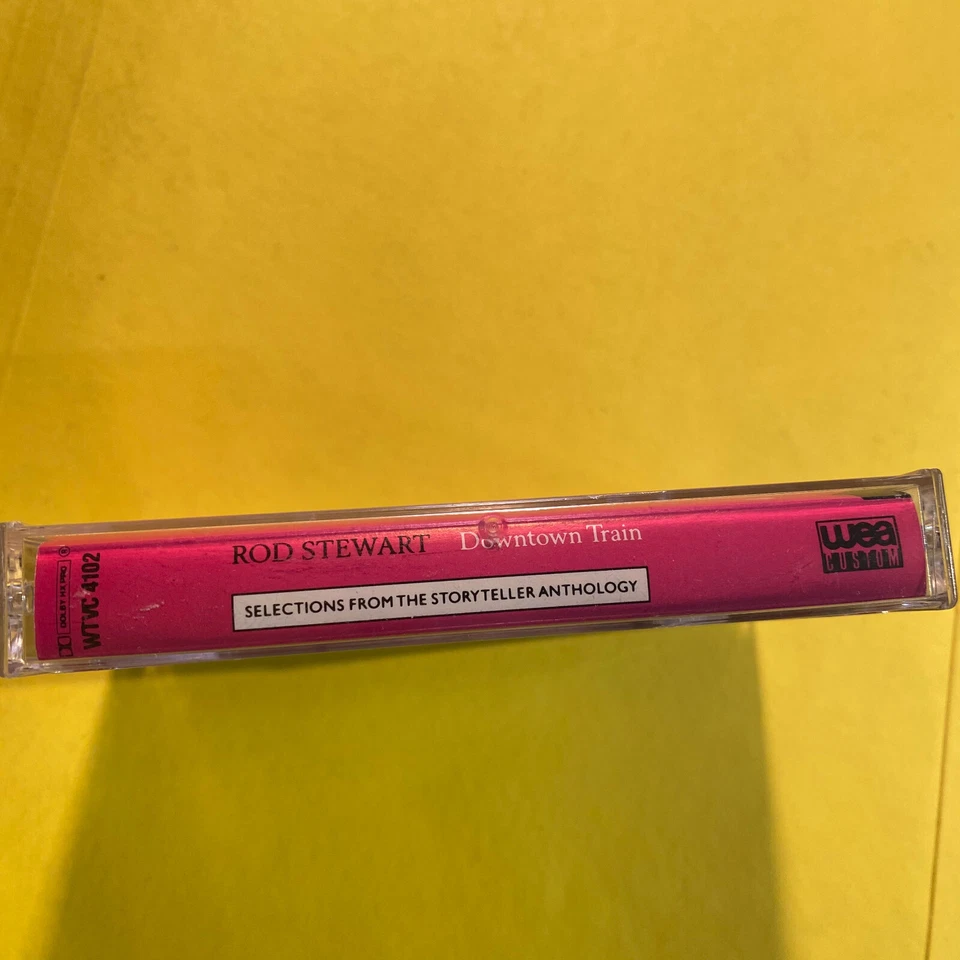 DOLBY HX PRO
WTVC 4102
ROD STEWART Downtown Train
SELECTIONS FROM THE STORYTELLER ANTHOLOGY
wea
CUSTOM